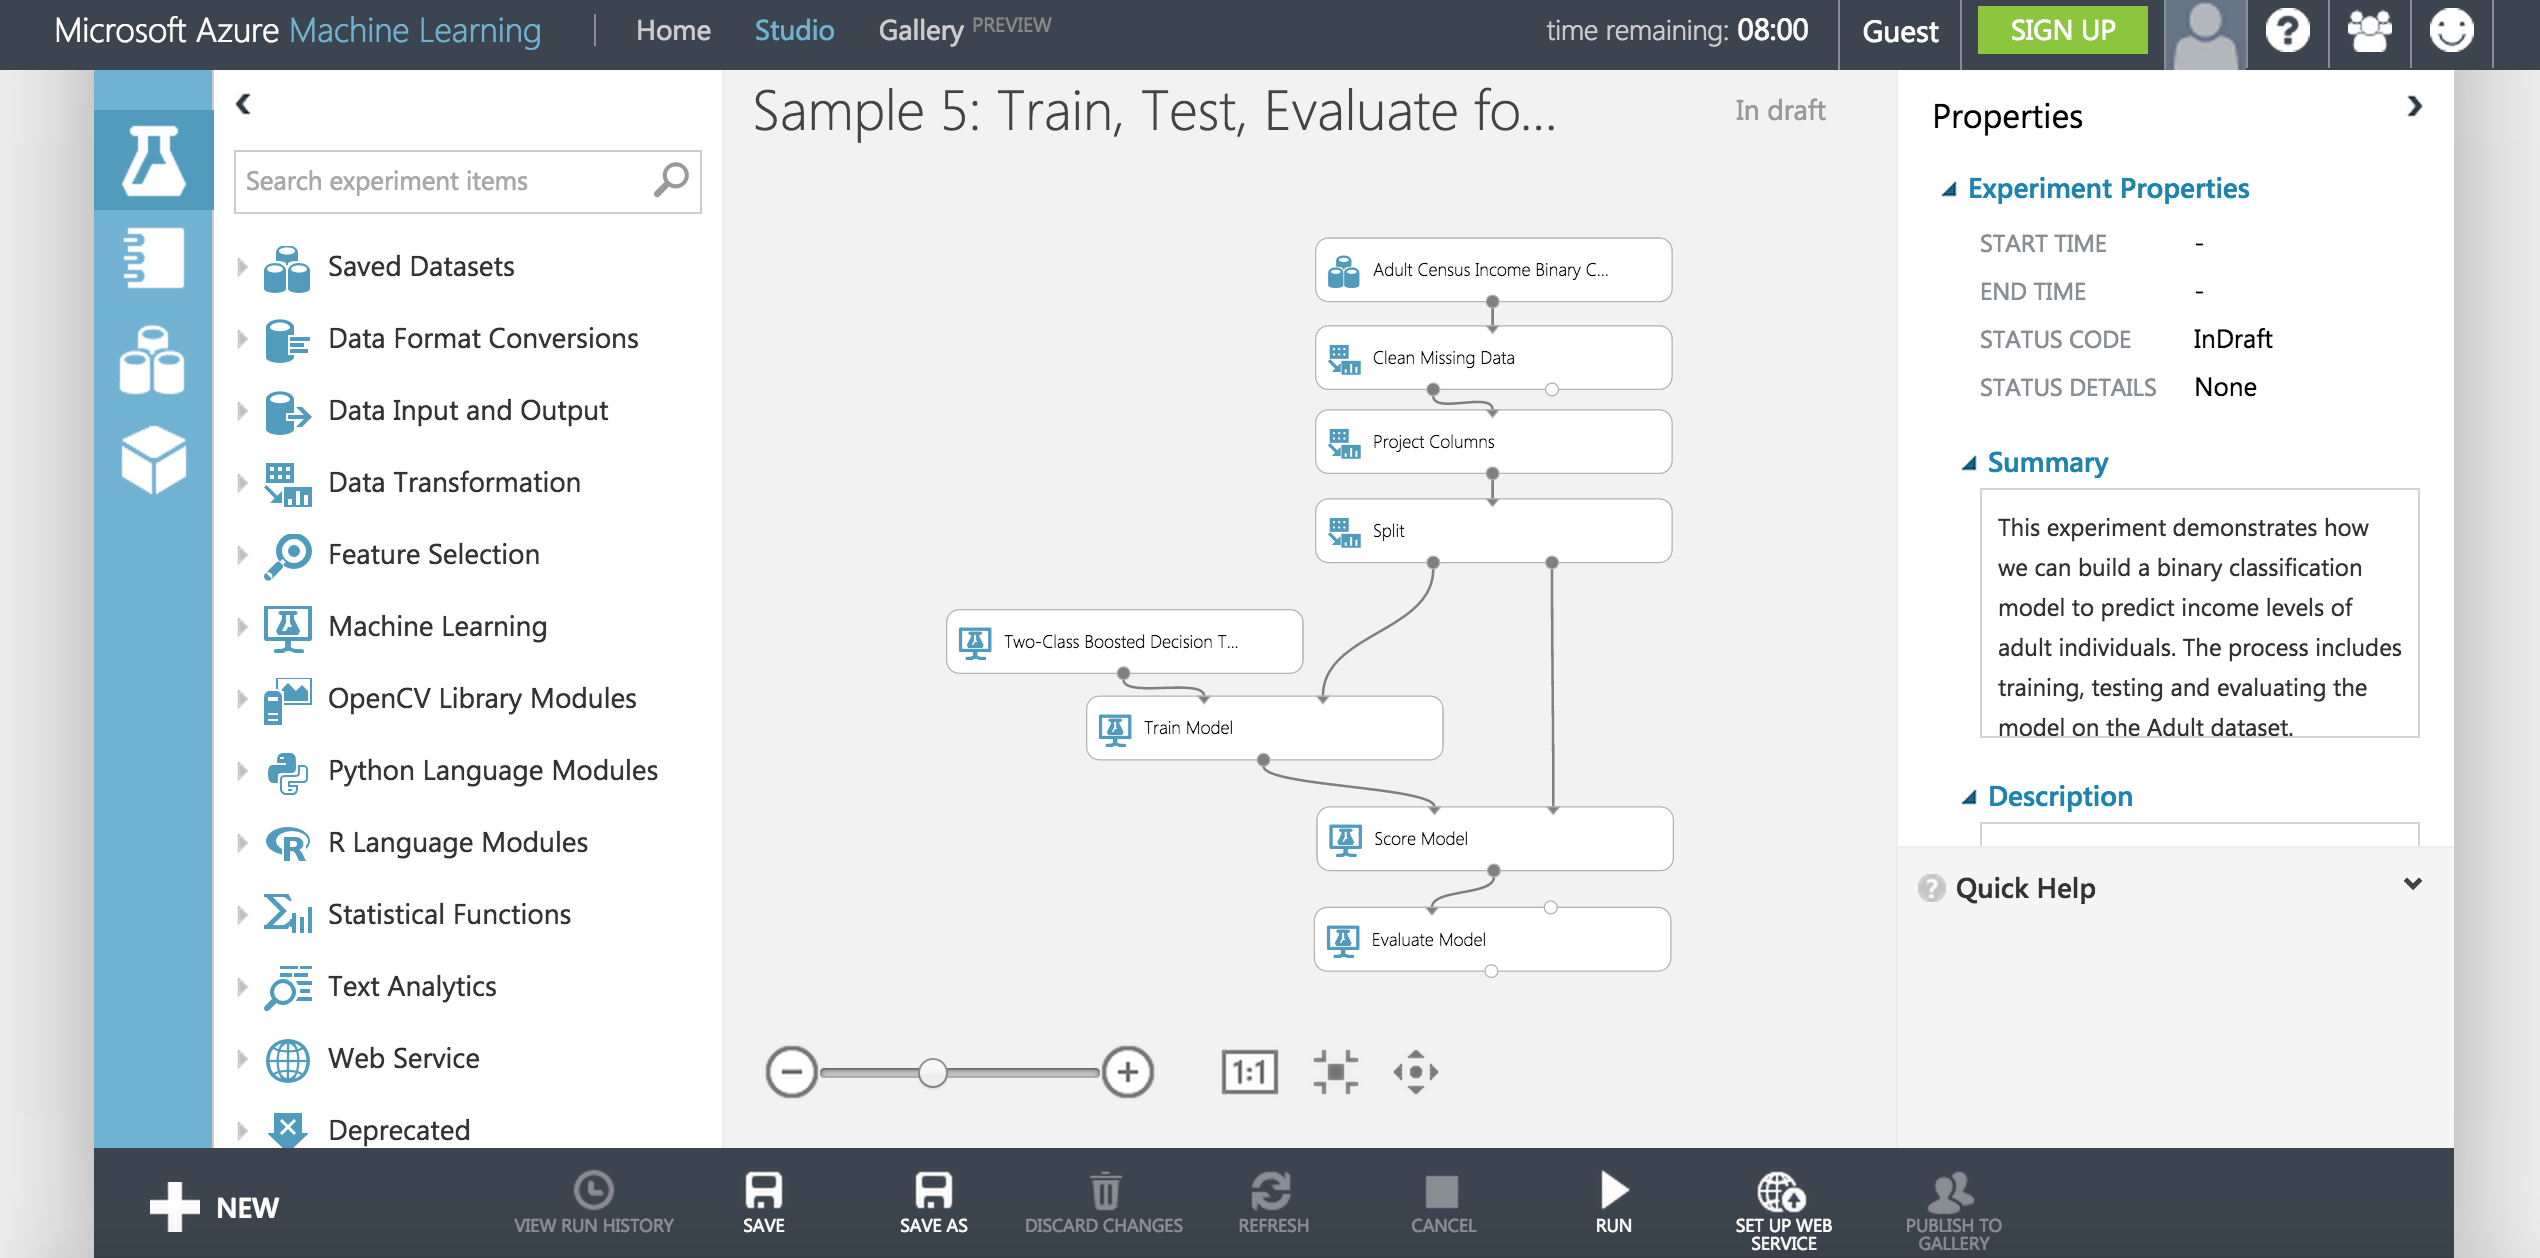 Microsoft Azure Machine Learning
Home
Studio
Gallery PREVIEW
time remaining: 08:00
Guest
SIGN UP
Search experiment items
Saved Datasets
Data Format Conversions
Data Input and Output
Data Transformation
Feature Selection
Machine Learning
OpenCV Library Modules
Python Language Modules
R Language Modules
Statistical Functions
Text Analytics
Web Service
Deprecated
Sample 5: Train, Test, Evaluate fo...
In draft
Adult Census Income Binary C...
Clean Missing Data
Project Columns
Split
Two-Class Boosted Decision T...
Train Model
Score Model
Evaluate Model
1:1
Properties
Experiment Properties
START TIME -
END TIME -
STATUS CODE InDraft
STATUS DETAILS None
Summary
This experiment demonstrates how
we can build a binary classification
model to predict income levels of
adult individuals. The process includes
training, testing and evaluating the
model on the Adult dataset.
Description
Quick Help
NEW
VIEW RUN HISTORY
SAVE
SAVE AS
DISCARD CHANGES
REFRESH
CANCEL
RUN
SET UP WEB
SERVICE
PUBLISH TO
GALLERY